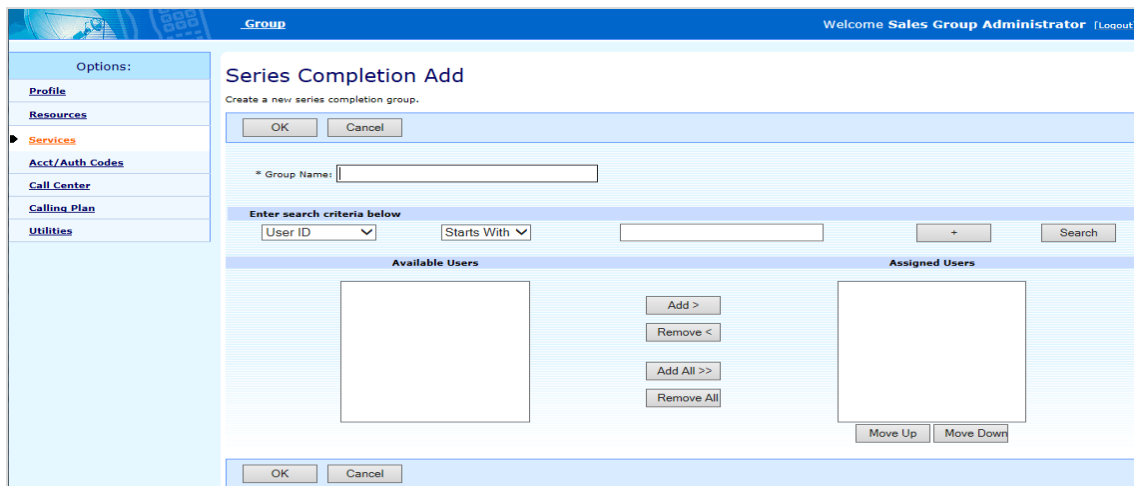 Group
Welcome Sales Group Administrator [Logout
Options:
Profile
Resources
Services
Acct/Auth Codes
Call Center
Calling Plan
Utilities
Series Completion Add
Create a new series completion group.
OK Cancel
* Group Name:
Enter search criteria below
User ID Starts With + Search
Available Users Assigned Users
Add >
Remove <
Add All >>
Remove All
Move Up Move Down
OK Cancel